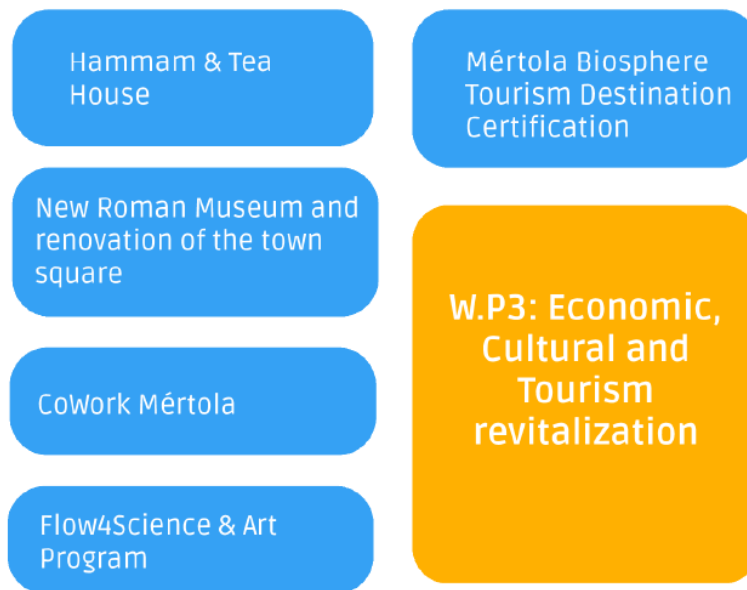 Hammam & Tea
House
Mértola Biosphere
Tourism Destination
Certification
New Roman Museum and
renovation of the town
square
W.P3: Economic,
Cultural and
Tourism
revitalization
CoWork Mértola
Flow4Science & Art
Program